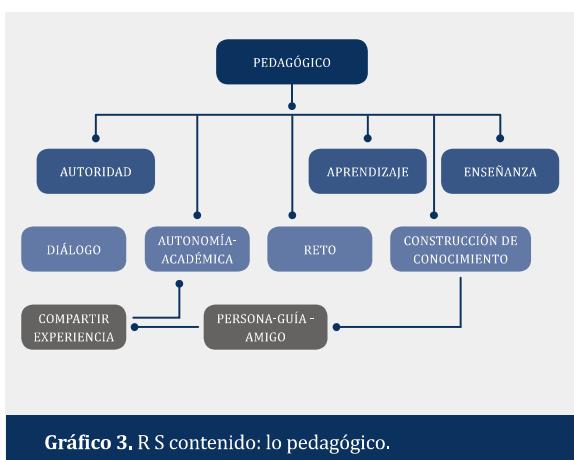 PEDAGÓGICO
AUTORIDAD
APRENDIZAJE
ENSEÑANZA
DIÁLOGO
AUTONOMÍA-
ACADÉMICA
RETO
CONSTRUCCIÓN DE
CONOCIMIENTO
COMPARTIR
EXPERIENCIA
PERSONA-GUÍA -
AMIGO
Gráfico 3. R S contenido: lo pedagógico.